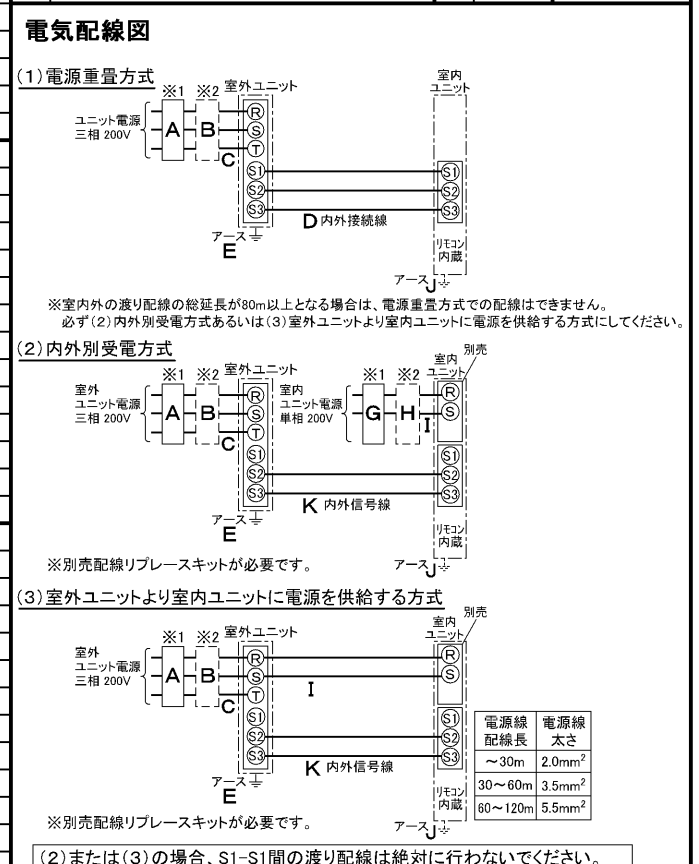 電気配線図
(1)電源重畳方式
※1 ※2 室外ユニット
室内
ユニット
ユニット電源
三相 200V
A B
C
R
S
T
S1
S2
S3
S1
S2
S3
D 内外接続線
アース
E
リモコン
内蔵
アース J
※室内外の渡り配線の総延長が80m以上となる場合は、電源重畳方式での配線はできません。
必ず(2)内外別受電方式あるいは(3)室外ユニットより室内ユニットに電源を供給する方式にしてください。
(2)内外別受電方式
※1 ※2 室外ユニット
※1 ※2
室内
ユニット
別売
室外
ユニット電源
三相 200V
A B
C
R
S
T
S1
S2
S3
室内
ユニット電源
単相 200V
G H
I
R
S
S1
S2
S3
K 内外信号線
アース
E
リモコン
内蔵
アース J
※別売配線リプレースキットが必要です。
(3)室外ユニットより室内ユニットに電源を供給する方式
※1 ※2 室外ユニット
室内
ユニット
別売
室外
ユニット電源
三相 200V
A B
C
R
S
T
S1
S2
S3
I
R
S
S1
S2
S3
K 内外信号線
アース
E
リモコン
内蔵
アース J
電源線
配線長
電源線
太さ
～30m 2.0mm²
30～60m 3.5mm²
60～120m 5.5mm²
※別売配線リプレースキットが必要です。
(2)または(3)の場合、S1-S1間の渡り配線は絶対に行わないでください。